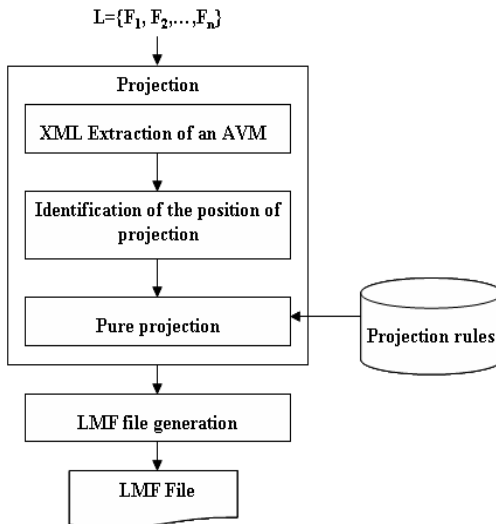 L={F1, F2,...,Fn}
Projection
XML Extraction of an AVM
Identification of the position of
projection
Pure projection
Projection rules
LMF file generation
LMF File